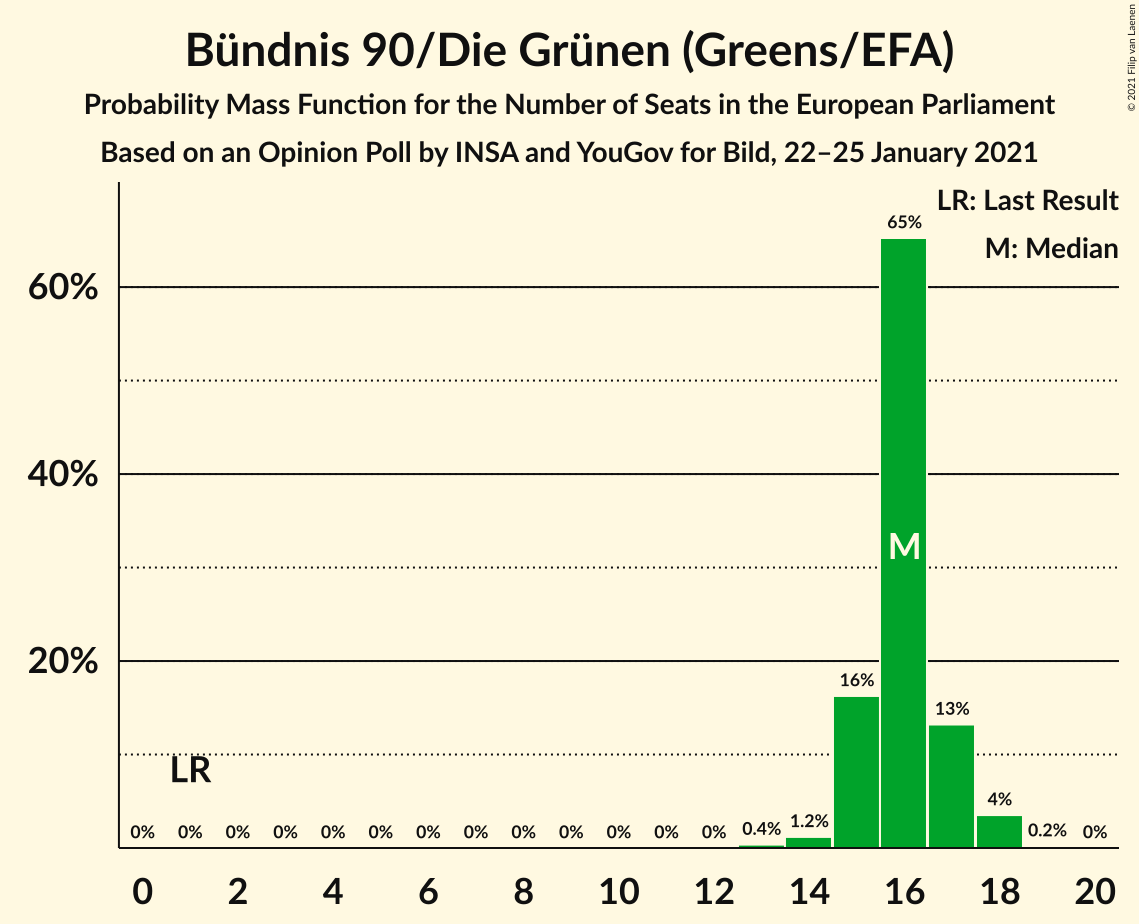 Bündnis 90/Die Grünen (Greens/EFA)
Probability Mass Function for the Number of Seats in the European Parliament
Based on an Opinion Poll by INSA and YouGov for Bild, 22–25 January 2021
© 2021 Filip van Laenen
LR: Last Result
M: Median
65%
60%
40%
M
20%
16%
13%
LR
4%
0% 0% 0% 0% 0% 0% 0% 0% 0% 0% 0% 0% 0% 0.4% 1.2% 0.2% 0%
0 2 4 6 8 10 12 14 16 18 20